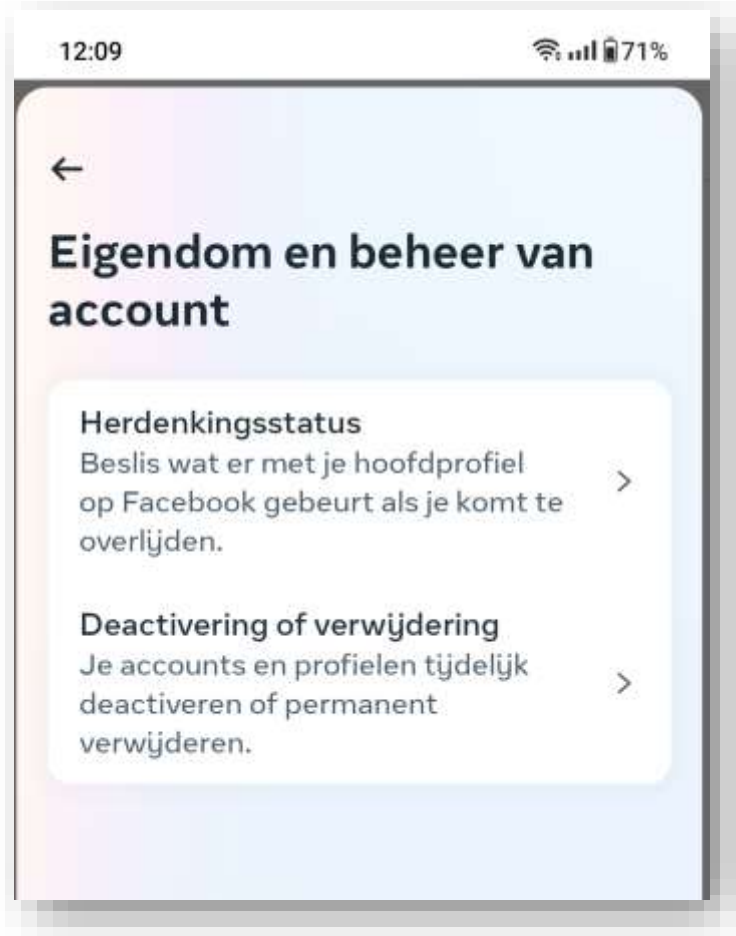 12:09 71%
Eigendom en beheer van
account
Herdenkingsstatus
Beslis wat er met je hoofdprofiel
op Facebook gebeurt als je komt te
overlijden.
Deactivering of verwijdering
Je accounts en profielen tijdelijk
deactiveren of permanent
verwijderen.